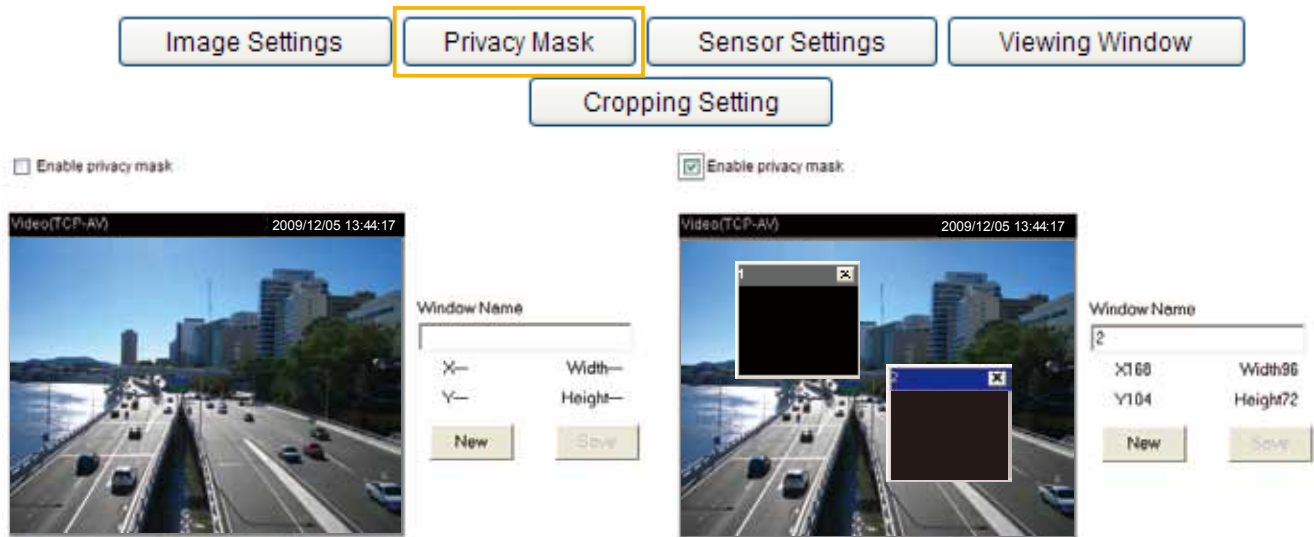 Image Settings
Privacy Mask
Sensor Settings
Viewing Window
Cropping Setting
Enable privacy mask
Video(TCP-AV) 2009/12/05 13:44:17
Window Name
X— Width—
Y— Height—
New Save
Enable privacy mask
Video(TCP-AV) 2009/12/05 13:44:17
1
2
Window Name
2
X168 Width96
Y104 Height72
New Save